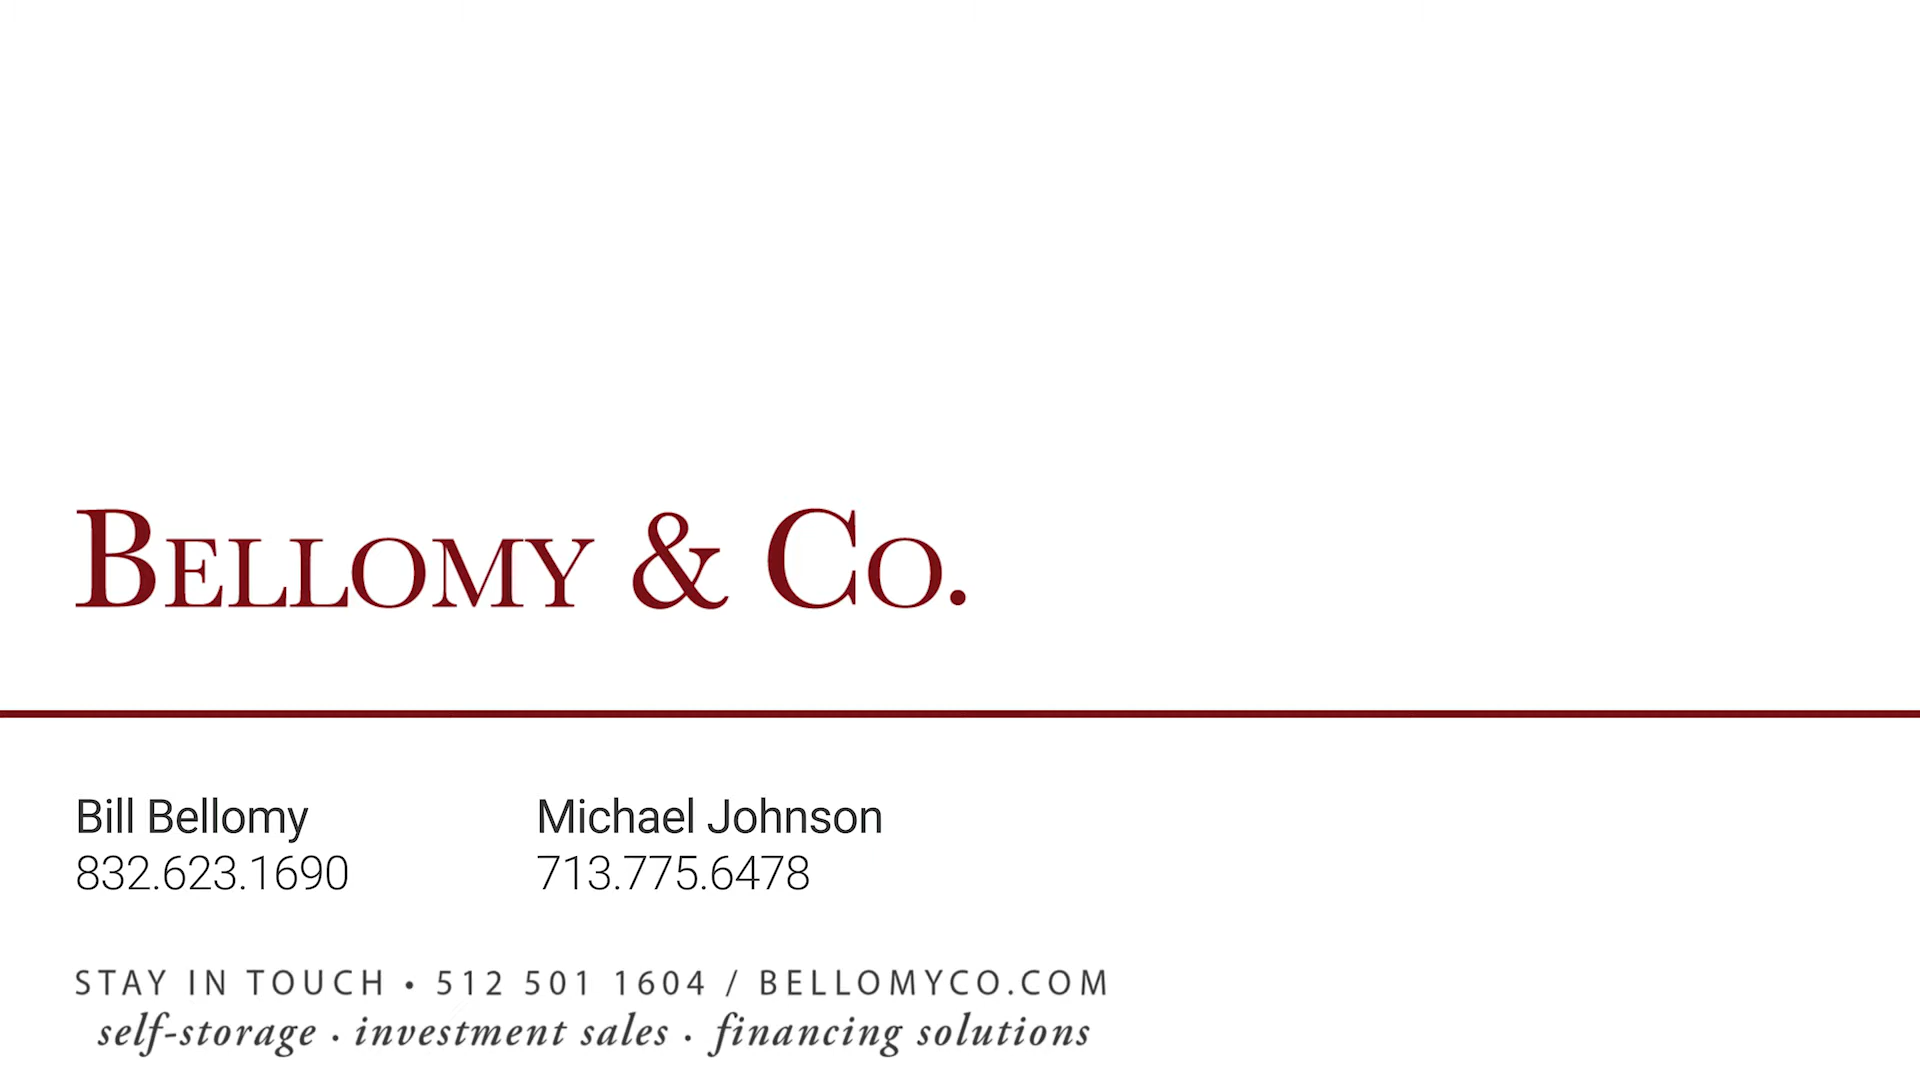 BELLOMY & CO.
Bill Bellomy
832.623.1690
Michael Johnson
713.775.6478
STAY IN TOUCH • 512 501 1604 / BELLOMYCO.COM
self-storage · investment sales · financing solutions